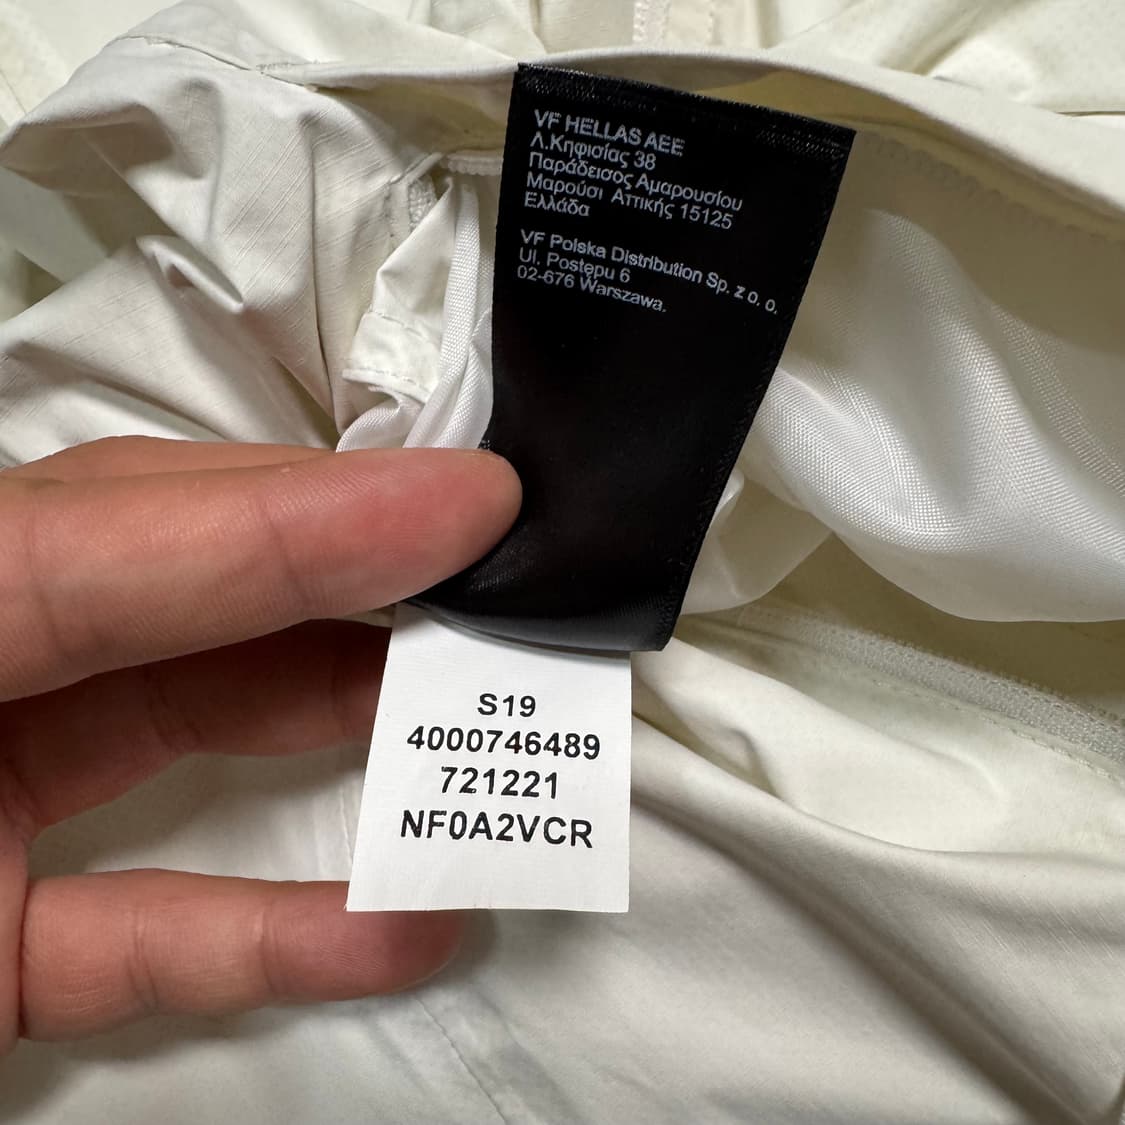 VF HELLAS AEE
Λ.Κηφισίας 38
Παράδεισος Αμαρουσίου
Μαρούσι Αττικής 15125
Ελλάδα
VF Polska Distribution Sp. z o. o.
Ul. Postępu 6
02-676 Warszawa.
S19
4000746489
721221
NF0A2VCR